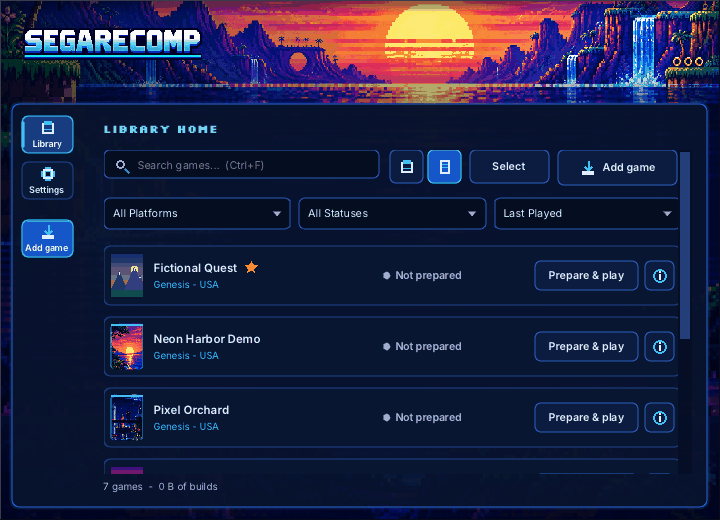 SEGARECOMP
Library
Settings
Add game
LIBRARY HOME
Search games... (Ctrl+F)
Select
Add game
All Platforms
All Statuses
Last Played
Fictional Quest
Genesis - USA
Not prepared
Prepare & play
Neon Harbor Demo
Genesis - USA
Not prepared
Prepare & play
Pixel Orchard
Genesis - USA
Not prepared
Prepare & play
7 games - 0 B of builds